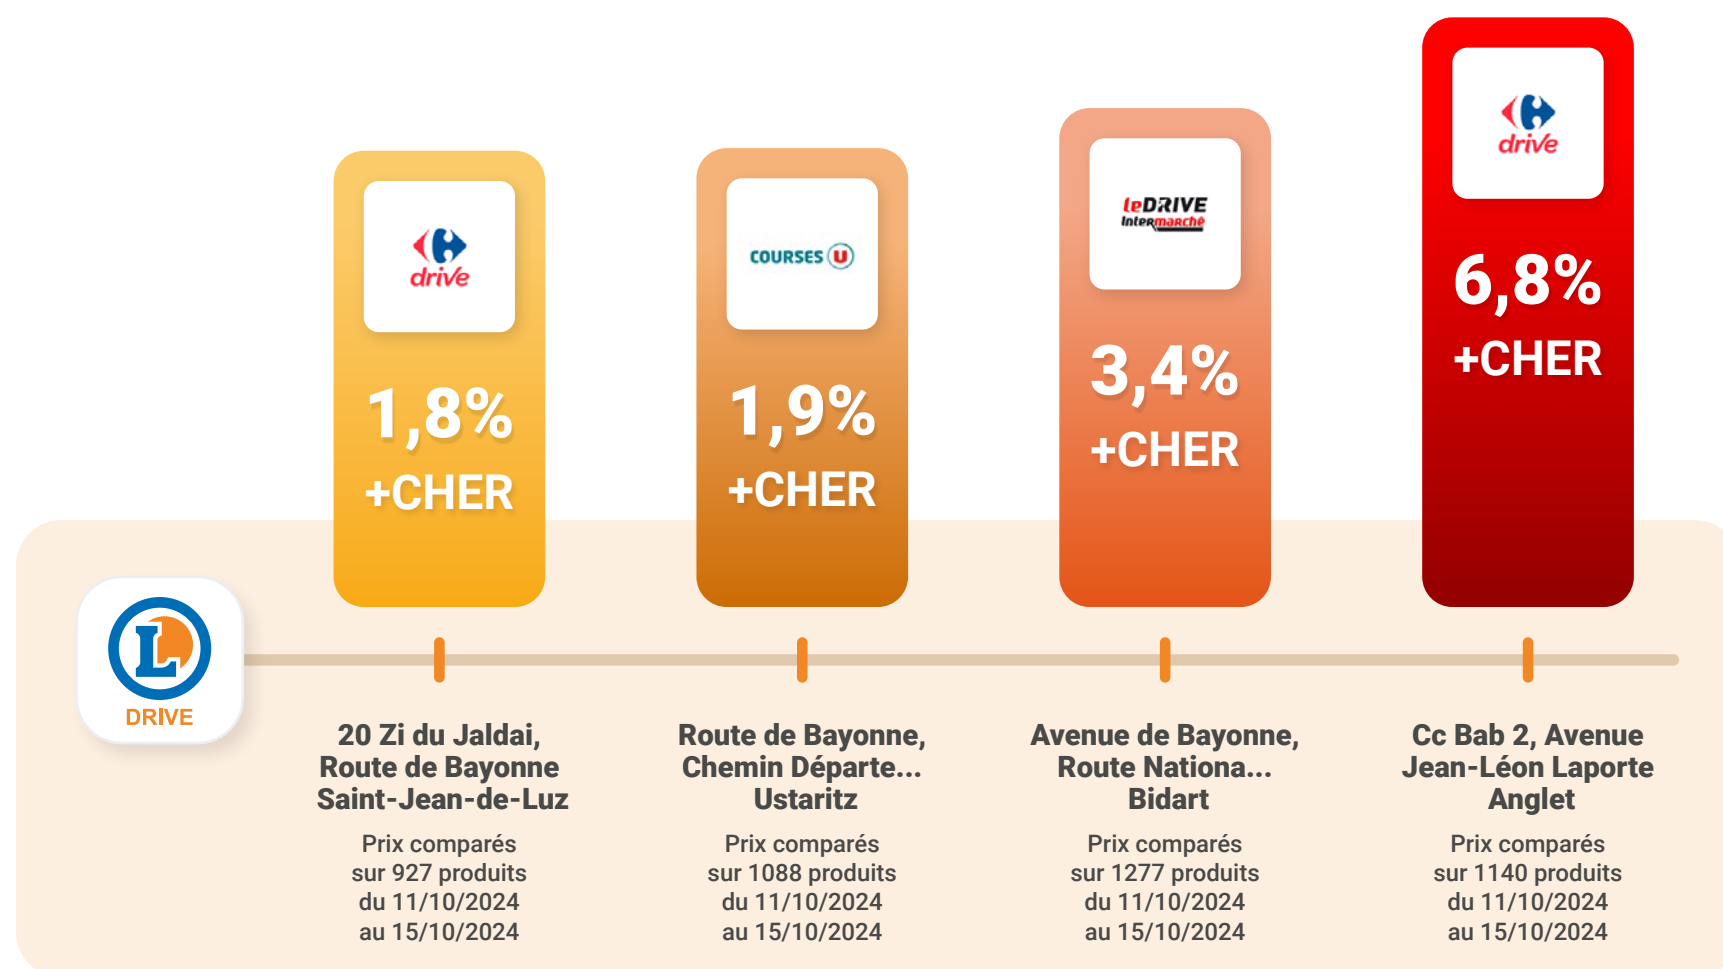 drive
1,8%
+CHER
COURSES U
1,9%
+CHER
leDRIVE
Intermarché
3,4%
+CHER
drive
6,8%
+CHER
L
DRIVE
20 Zi du Jaldai,
Route de Bayonne
Saint-Jean-de-Luz
Prix comparés
sur 927 produits
du 11/10/2024
au 15/10/2024
Route de Bayonne,
Chemin Départe...
Ustaritz
Prix comparés
sur 1088 produits
du 11/10/2024
au 15/10/2024
Avenue de Bayonne,
Route Nationa...
Bidart
Prix comparés
sur 1277 produits
du 11/10/2024
au 15/10/2024
Cc Bab 2, Avenue
Jean-Léon Laporte
Anglet
Prix comparés
sur 1140 produits
du 11/10/2024
au 15/10/2024